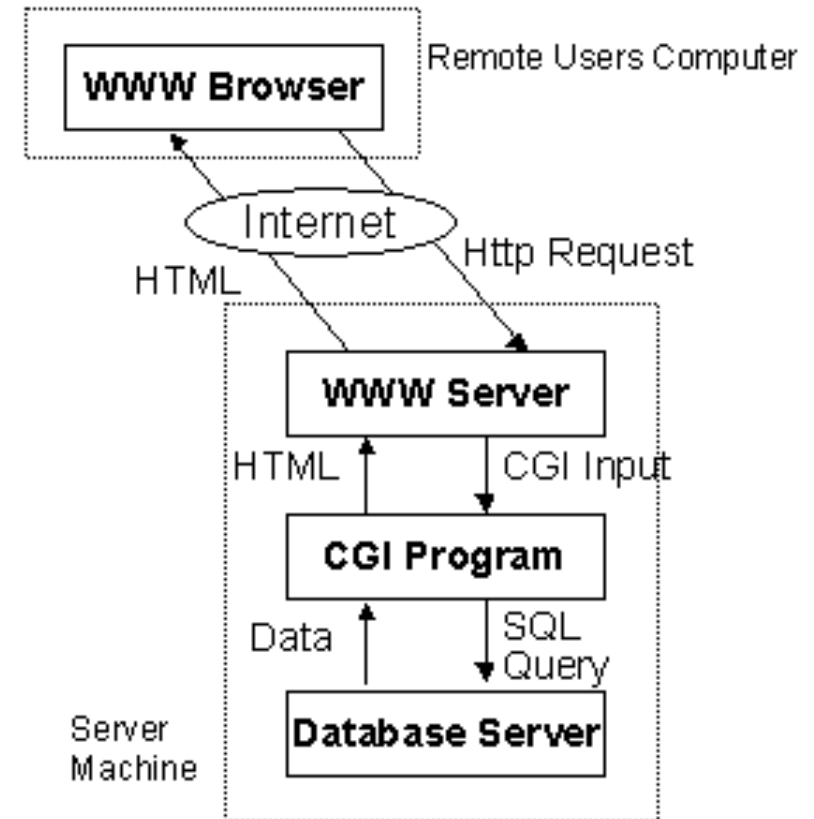 WWW Browser
Remote Users Computer
Internet
Http Request
HTML
WWW Server
HTML
CGI Input
CGI Program
Data
SQL
Query
Database Server
Server
Machine